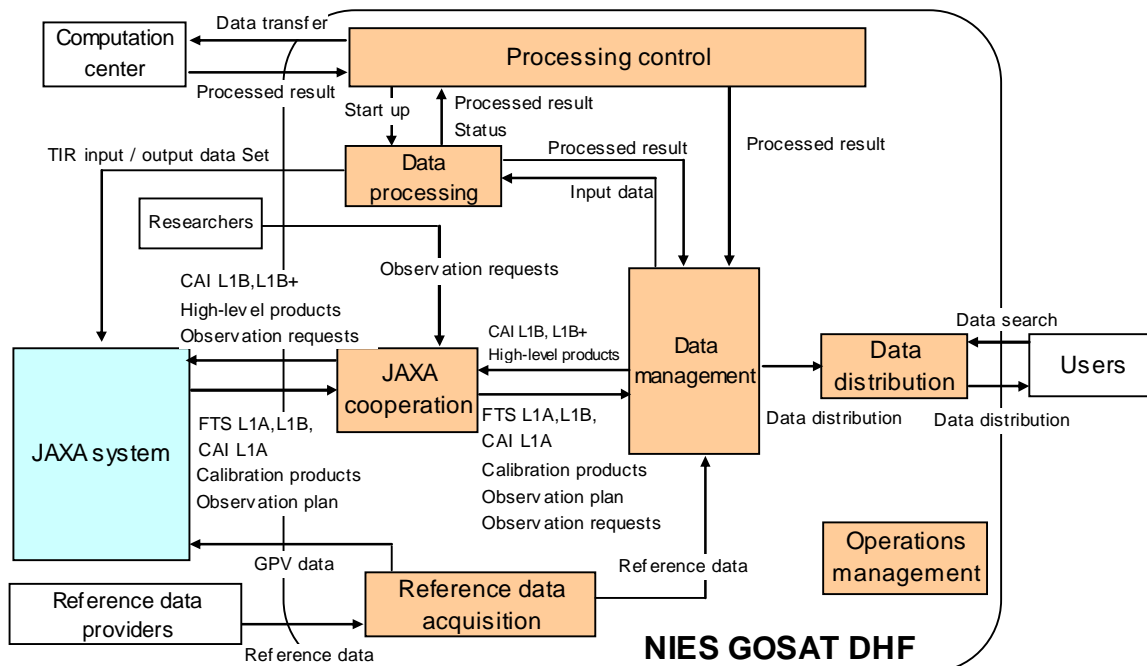 Data transfer
Computation
center
Processing control
Processed result
Start up
Processed result
Status
Processed result
TIR input / output data Set
Data
processing
Processed result
Input data
Researchers
Observation requests
CAI L1B,L1B+
High-level products
Observation requests
CAI L1B, L1B+
High-level products
Data
management
Data search
Data
distribution
Users
JAXA
cooperation
JAXA system
FTS L1A,L1B,
CAI L1A
Calibration products
Observation plan
FTS L1A,L1B,
CAI L1A
Calibration products
Observation plan
Observation requests
Data distribution
Data distribution
Operations
management
GPV data
Reference data
Reference data
providers
Reference data
acquisition
Reference data
NIES GOSAT DHF